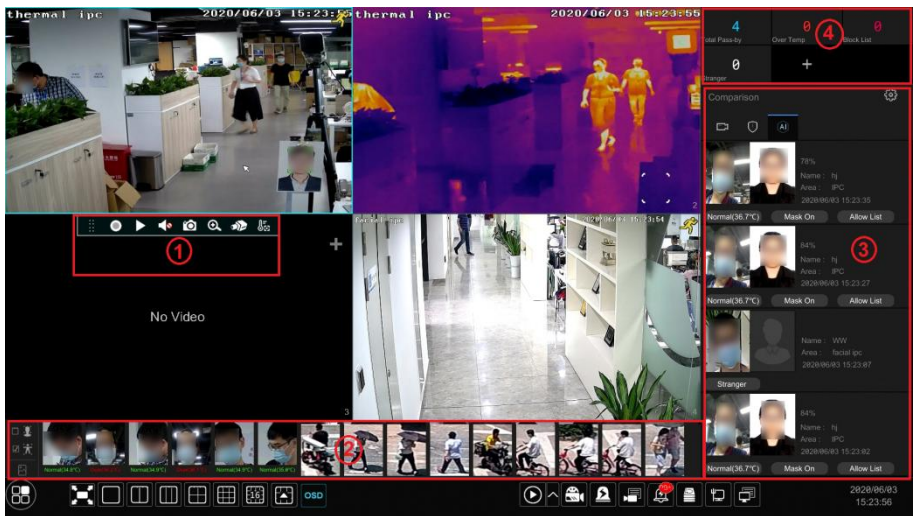 thermal ipc 2020/06/03 15:23:55
thermal ipc 2020/06/03 15:23:55
2
4
Total Pass-by
0
Over Temp
0
Block List
4
0
Stranger
+
Comparison
AI
78%
Name : hj
Area : IPC
2020/06/03 15:23:35
Normal(36.7°C) Mask On Allow List
84%
Name : hj
Area : IPC
2020/06/03 15:23:27
Normal(36.7°C) Mask On Allow List
3
Name : WW
Area : facial ipc
2020/06/03 15:23:07
Stranger
84%
Name : hj
Area : IPC
2020/06/03 15:23:02
Normal(36.7°C) Mask On Allow List
1
+
No Video
3
2020/06/03 15:23:54
2
16
OSD
2020/06/03
15:23:56